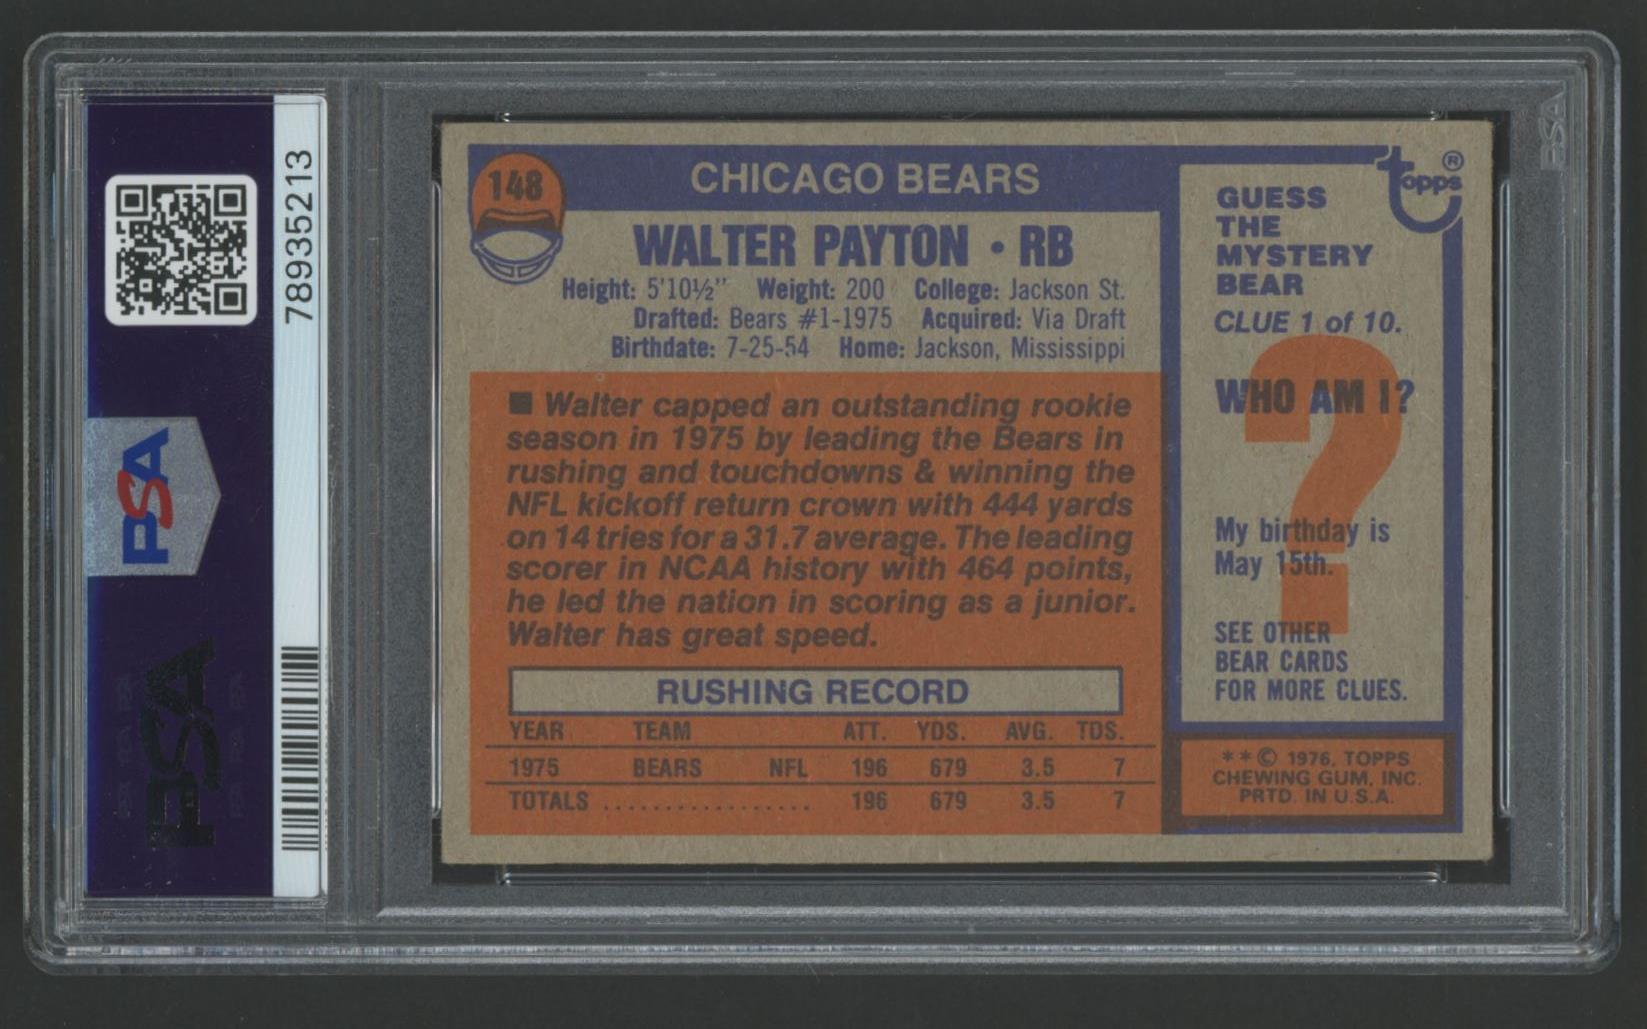 148
CHICAGO BEARS
WALTER PAYTON • RB
Height: 5'10½" Weight: 200 College: Jackson St.
Drafted: Bears #1-1975 Acquired: Via Draft
Birthdate: 7-25-54 Home: Jackson, Mississippi
■ Walter capped an outstanding rookie
season in 1975 by leading the Bears in
rushing and touchdowns & winning the
NFL kickoff return crown with 444 yards
on 14 tries for a 31.7 average. The leading
scorer in NCAA history with 464 points,
he led the nation in scoring as a junior.
Walter has great speed.
RUSHING RECORD
YEAR TEAM ATT. YDS. AVG. TDS.
1975 BEARS NFL 196 679 3.5 7
TOTALS .................. 196 679 3.5 7
topps®
GUESS
THE
MYSTERY
BEAR
CLUE 1 of 10.
WHO AM I?
?
My birthday is
May 15th.
SEE OTHER
BEAR CARDS
FOR MORE CLUES.
**© 1976, TOPPS
CHEWING GUM, INC.
PRTD. IN U.S.A.
78935213
PSA
PSA
PSA